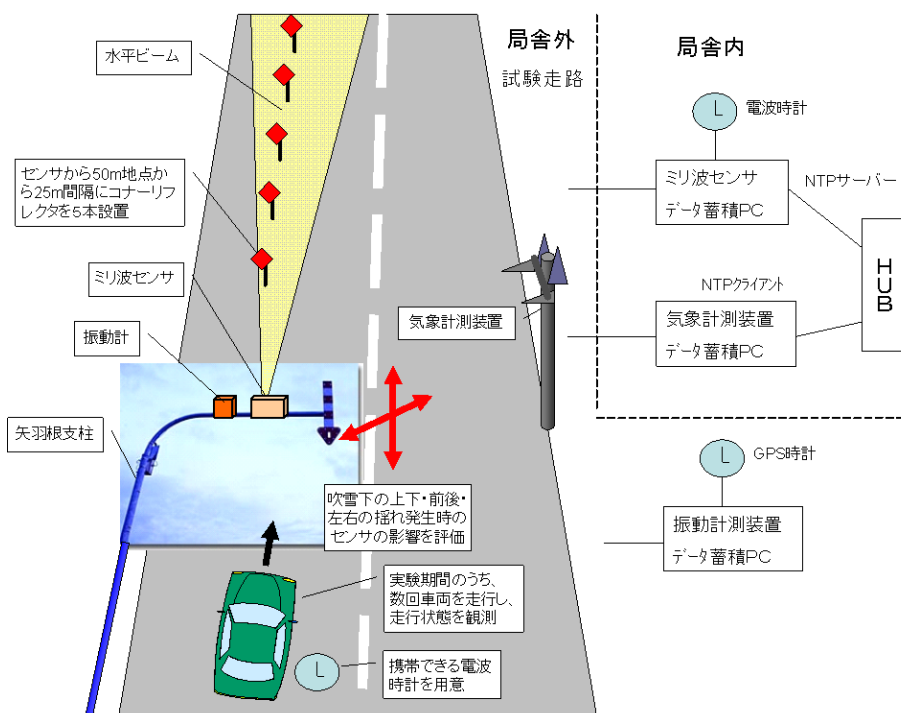 水平ビーム
センサから50m地点か
ら25m間隔にコナーリフ
レクタを5本設置
ミリ波センサ
振動計
矢羽根支柱
吹雪下の上下・前後・
左右の揺れ発生時の
センサの影響を評価
実験期間のうち、
数回車両を走行し、
走行状態を観測
携帯できる電波
時計を用意
気象計測装置
局舎外
試験走路
局舎内
電波時計
ミリ波センサ
データ蓄積PC
NTPサーバー
NTPクライアント
気象計測装置
データ蓄積PC
HUB
GPS時計
振動計測装置
データ蓄積PC